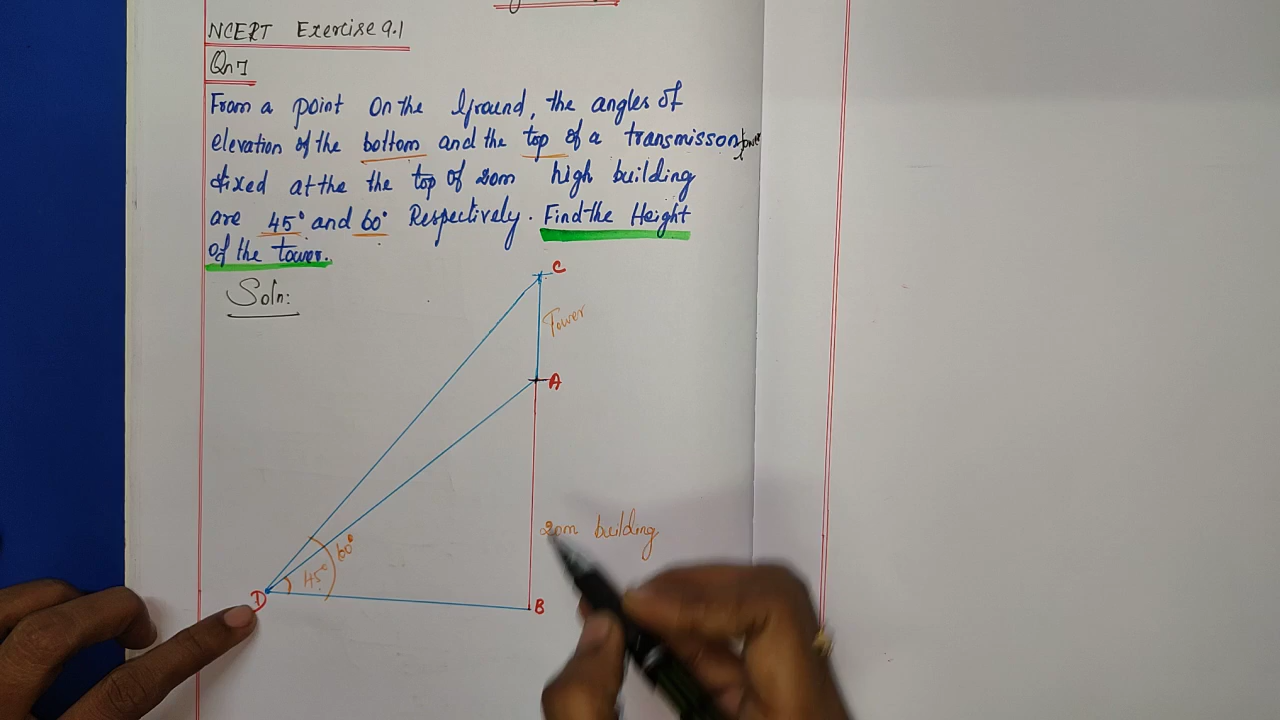 NCERT Exercise 9.1
Qn 7
From a point on the Ground, the angles of
elevation of the bottom and the top of a transmisson tower
fixed at the the top of 20m high building
are 45° and 60° Respectively. Find the Height
of the tower.
Soln:
C
Tower
A
20m building
60°
45°
D
B